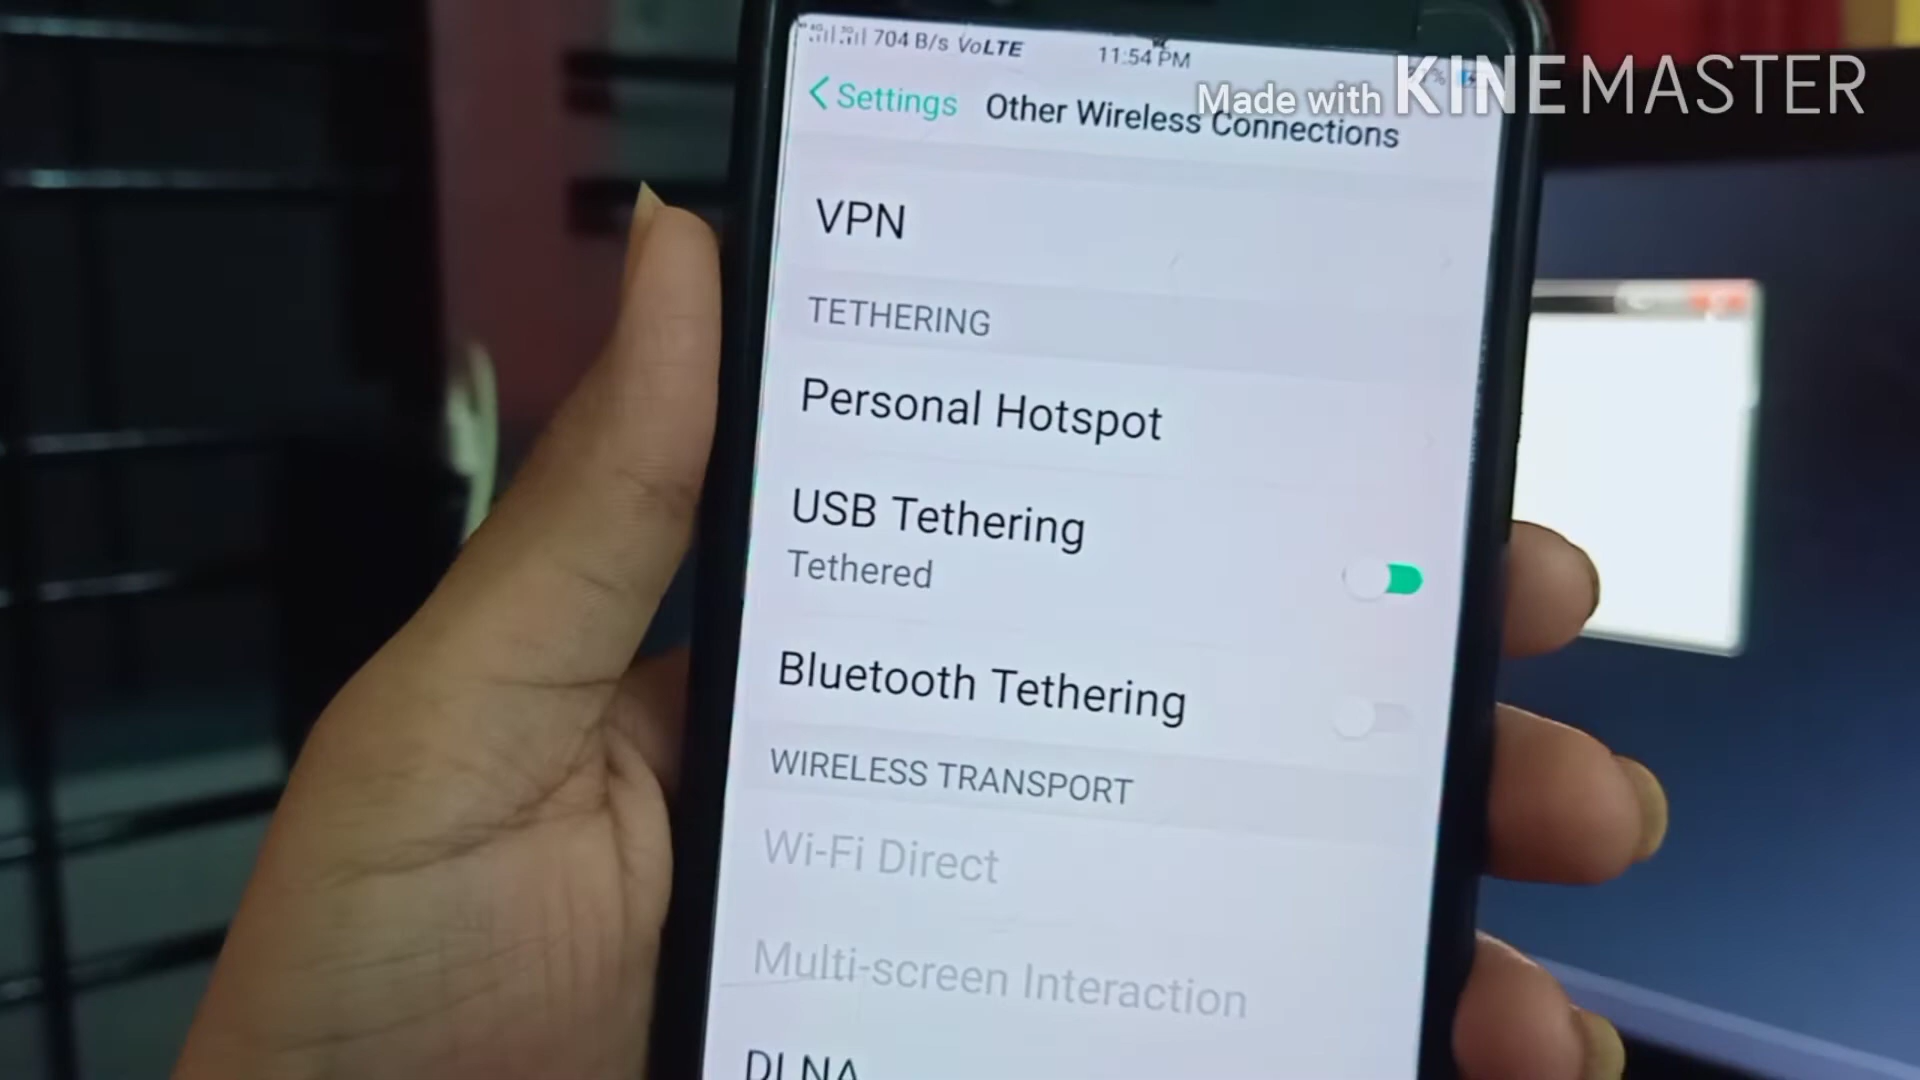 704 B/s VoLTE 11:54 PM
Made with KINEMASTER
Settings Other Wireless Connections
VPN
TETHERING
Personal Hotspot
USB Tethering
Tethered
Bluetooth Tethering
WIRELESS TRANSPORT
Wi-Fi Direct
Multi-screen Interaction
DLNA